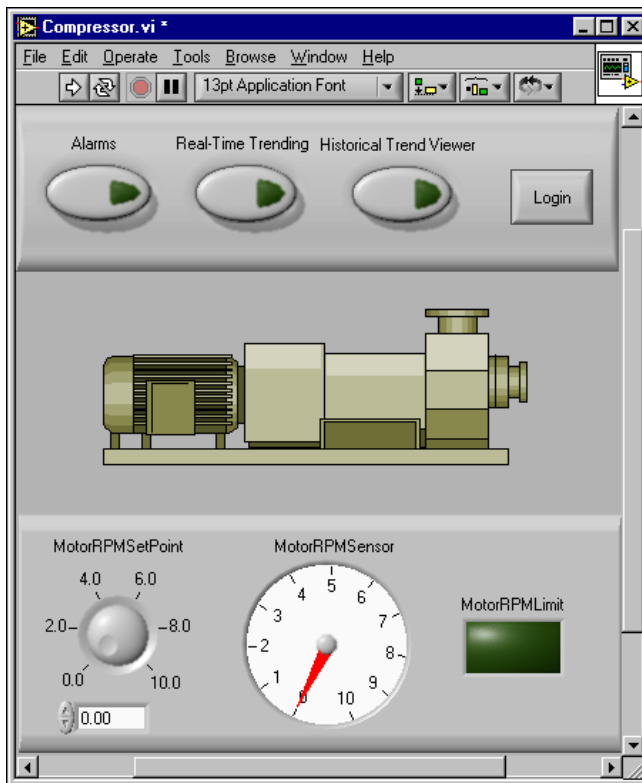 Compressor.vi *
File Edit Operate Tools Browse Window Help
13pt Application Font
Alarms Real-Time Trending Historical Trend Viewer
Login
MotorRPMSetPoint
4.0 6.0
2.0 8.0
0.0 10.0
0.00
MotorRPMSensor
0 1 2 3 4 5 6 7 8 9 10
MotorRPMLimit